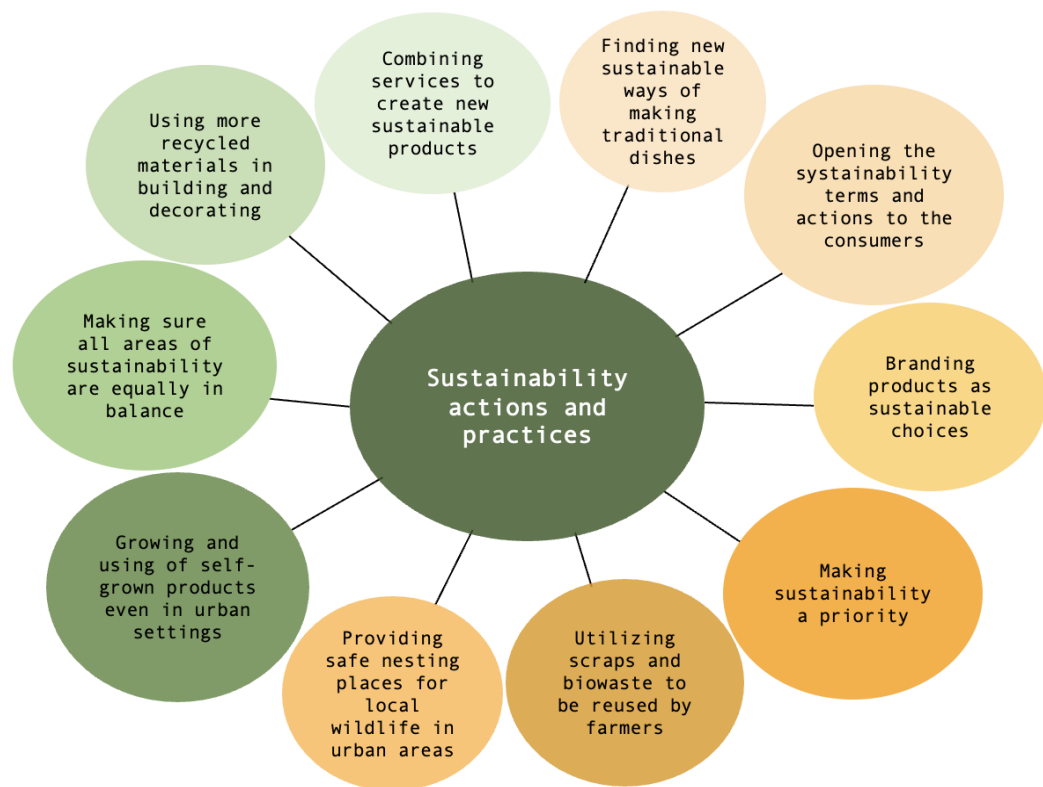 Sustainability
actions and
practices
Combining
services to
create new
sustainable
products
Finding new
sustainable
ways of
making
traditional
dishes
Opening the
systainability
terms and
actions to the
consumers
Branding
products as
sustainable
choices
Making
sustainability
a priority
Utilizing
scraps and
biowaste to
be reused by
farmers
Providing
safe nesting
places for
local
wildlife in
urban areas
Growing and
using of self-
grown products
even in urban
settings
Making sure
all areas of
sustainability
are equally in
balance
Using more
recycled
materials in
building and
decorating